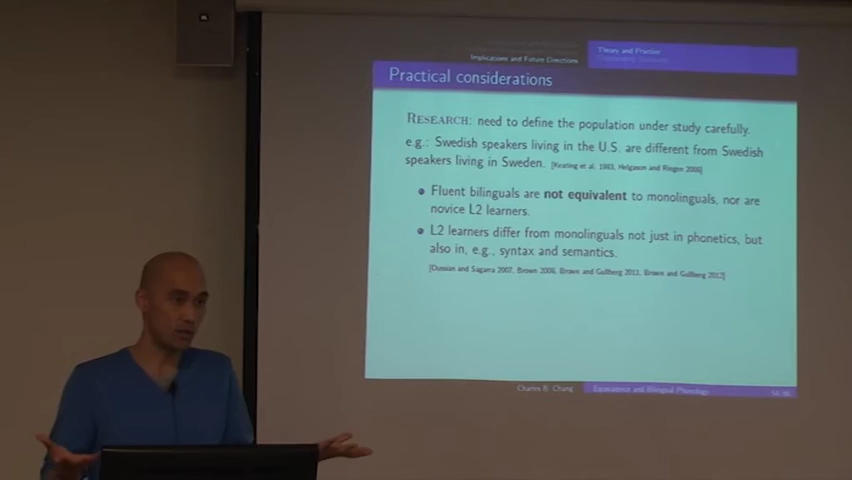 Implications and Future Directions
Theory and Practice
Practical considerations
RESEARCH: need to define the population under study carefully.
e.g.: Swedish speakers living in the U.S. are different from Swedish
speakers living in Sweden. [Keating et al. 1983, Helgason and Ringen 2008]
Fluent bilinguals are not equivalent to monolinguals, nor are
novice L2 learners.
L2 learners differ from monolinguals not just in phonetics, but
also in, e.g., syntax and semantics.
[Dussias and Sagarra 2007, Brown 2008, Brown and Gullberg 2011, Brown and Gullberg 2012]
Charles B. Chang
Equivalence and Bilingual Phonology